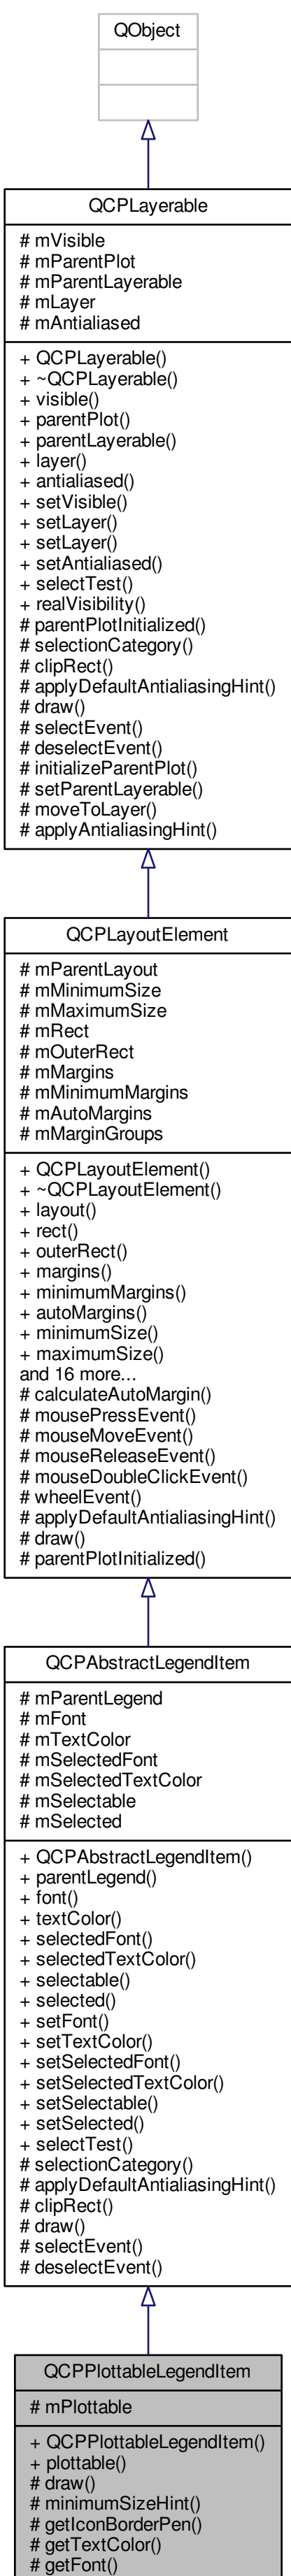 QObject
QCPLayerable
# mVisible
# mParentPlot
# mParentLayerable
# mLayer
# mAntialiased
+ QCPLayerable()
+ ~QCPLayerable()
+ visible()
+ parentPlot()
+ parentLayerable()
+ layer()
+ antialiased()
+ setVisible()
+ setLayer()
+ setLayer()
+ setAntialiased()
+ selectTest()
+ realVisibility()
# parentPlotInitialized()
# selectionCategory()
# clipRect()
# applyDefaultAntialiasingHint()
# draw()
# selectEvent()
# deselectEvent()
# initializeParentPlot()
# setParentLayerable()
# moveToLayer()
# applyAntialiasingHint()
QCPLayoutElement
# mParentLayout
# mMinimumSize
# mMaximumSize
# mRect
# mOuterRect
# mMargins
# mMinimumMargins
# mAutoMargins
# mMarginGroups
+ QCPLayoutElement()
+ ~QCPLayoutElement()
+ layout()
+ rect()
+ outerRect()
+ margins()
+ minimumMargins()
+ autoMargins()
+ minimumSize()
+ maximumSize()
and 16 more...
# calculateAutoMargin()
# mousePressEvent()
# mouseMoveEvent()
# mouseReleaseEvent()
# mouseDoubleClickEvent()
# wheelEvent()
# applyDefaultAntialiasingHint()
# draw()
# parentPlotInitialized()
QCPAbstractLegendItem
# mParentLegend
# mFont
# mTextColor
# mSelectedFont
# mSelectedTextColor
# mSelectable
# mSelected
+ QCPAbstractLegendItem()
+ parentLegend()
+ font()
+ textColor()
+ selectedFont()
+ selectedTextColor()
+ selectable()
+ selected()
+ setFont()
+ setTextColor()
+ setSelectedFont()
+ setSelectedTextColor()
+ setSelectable()
+ setSelected()
+ selectTest()
# selectionCategory()
# applyDefaultAntialiasingHint()
# clipRect()
# draw()
# selectEvent()
# deselectEvent()
QCPPlottableLegendItem
# mPlottable
+ QCPPlottableLegendItem()
+ plottable()
# draw()
# minimumSizeHint()
# getIconBorderPen()
# getTextColor()
# getFont()